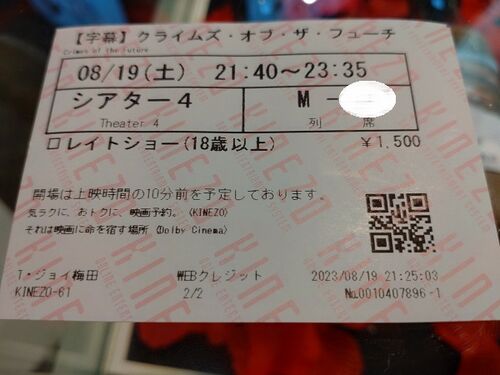 【字幕】クライムズ・オブ・ザ・フューチ
Crimes of the Future
08/19(土) 21:40～23:35
シアター4
Theater 4
M -
列 席
ロレイトショー(18歳以上) ¥1,500
開場は上映時間の10分前を予定しております。
気ラクに、おトクに、映画予約。(KINEZO)
それは映画に命を宿す場所 (Dolby Cinema)
T・ジョイ梅田 WEBクレジット 2023/08/19 21:25:03
KINEZO-61 2/2 No.0010407896-1
KINEZO